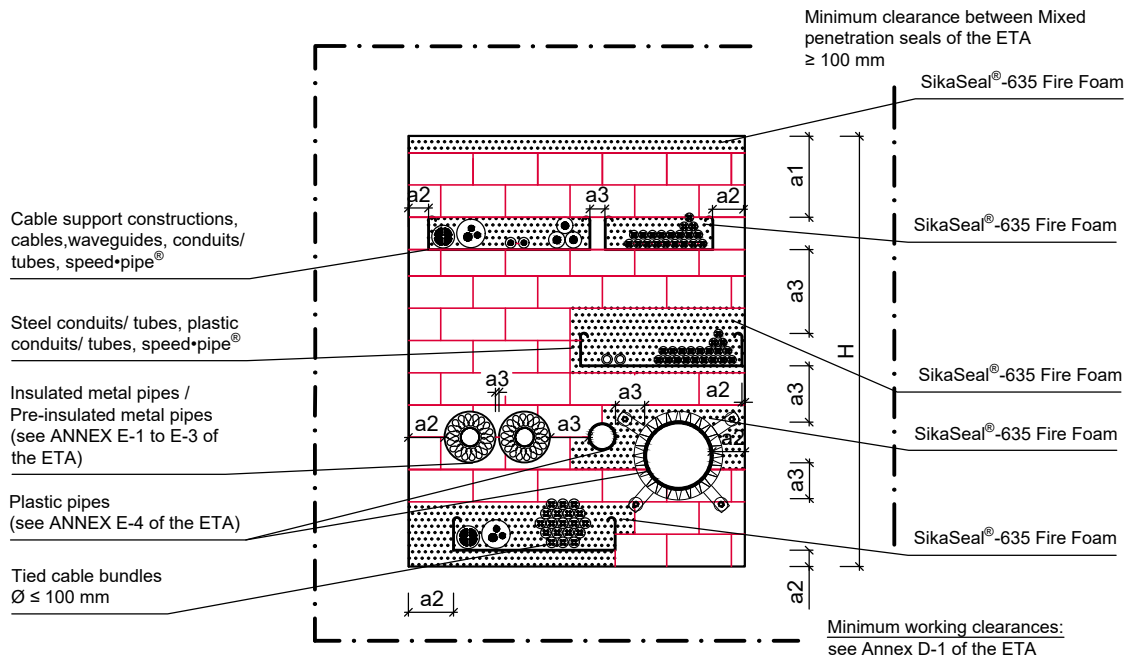 Minimum clearance between Mixed
penetration seals of the ETA
≥ 100 mm
SikaSeal®-635 Fire Foam
a1
a2
a3
a2
Cable support constructions,
cables,waveguides, conduits/
tubes, speed•pipe®
SikaSeal®-635 Fire Foam
a3
H
Steel conduits/ tubes, plastic
conduits/ tubes, speed•pipe®
SikaSeal®-635 Fire Foam
a3
a3
a3
a2
Insulated metal pipes /
Pre-insulated metal pipes
(see ANNEX E-1 to E-3 of
the ETA)
a2
a3
a2
SikaSeal®-635 Fire Foam
a3
Plastic pipes
(see ANNEX E-4 of the ETA)
SikaSeal®-635 Fire Foam
Tied cable bundles
Ø ≤ 100 mm
a2
a2
Minimum working clearances:
see Annex D-1 of the ETA